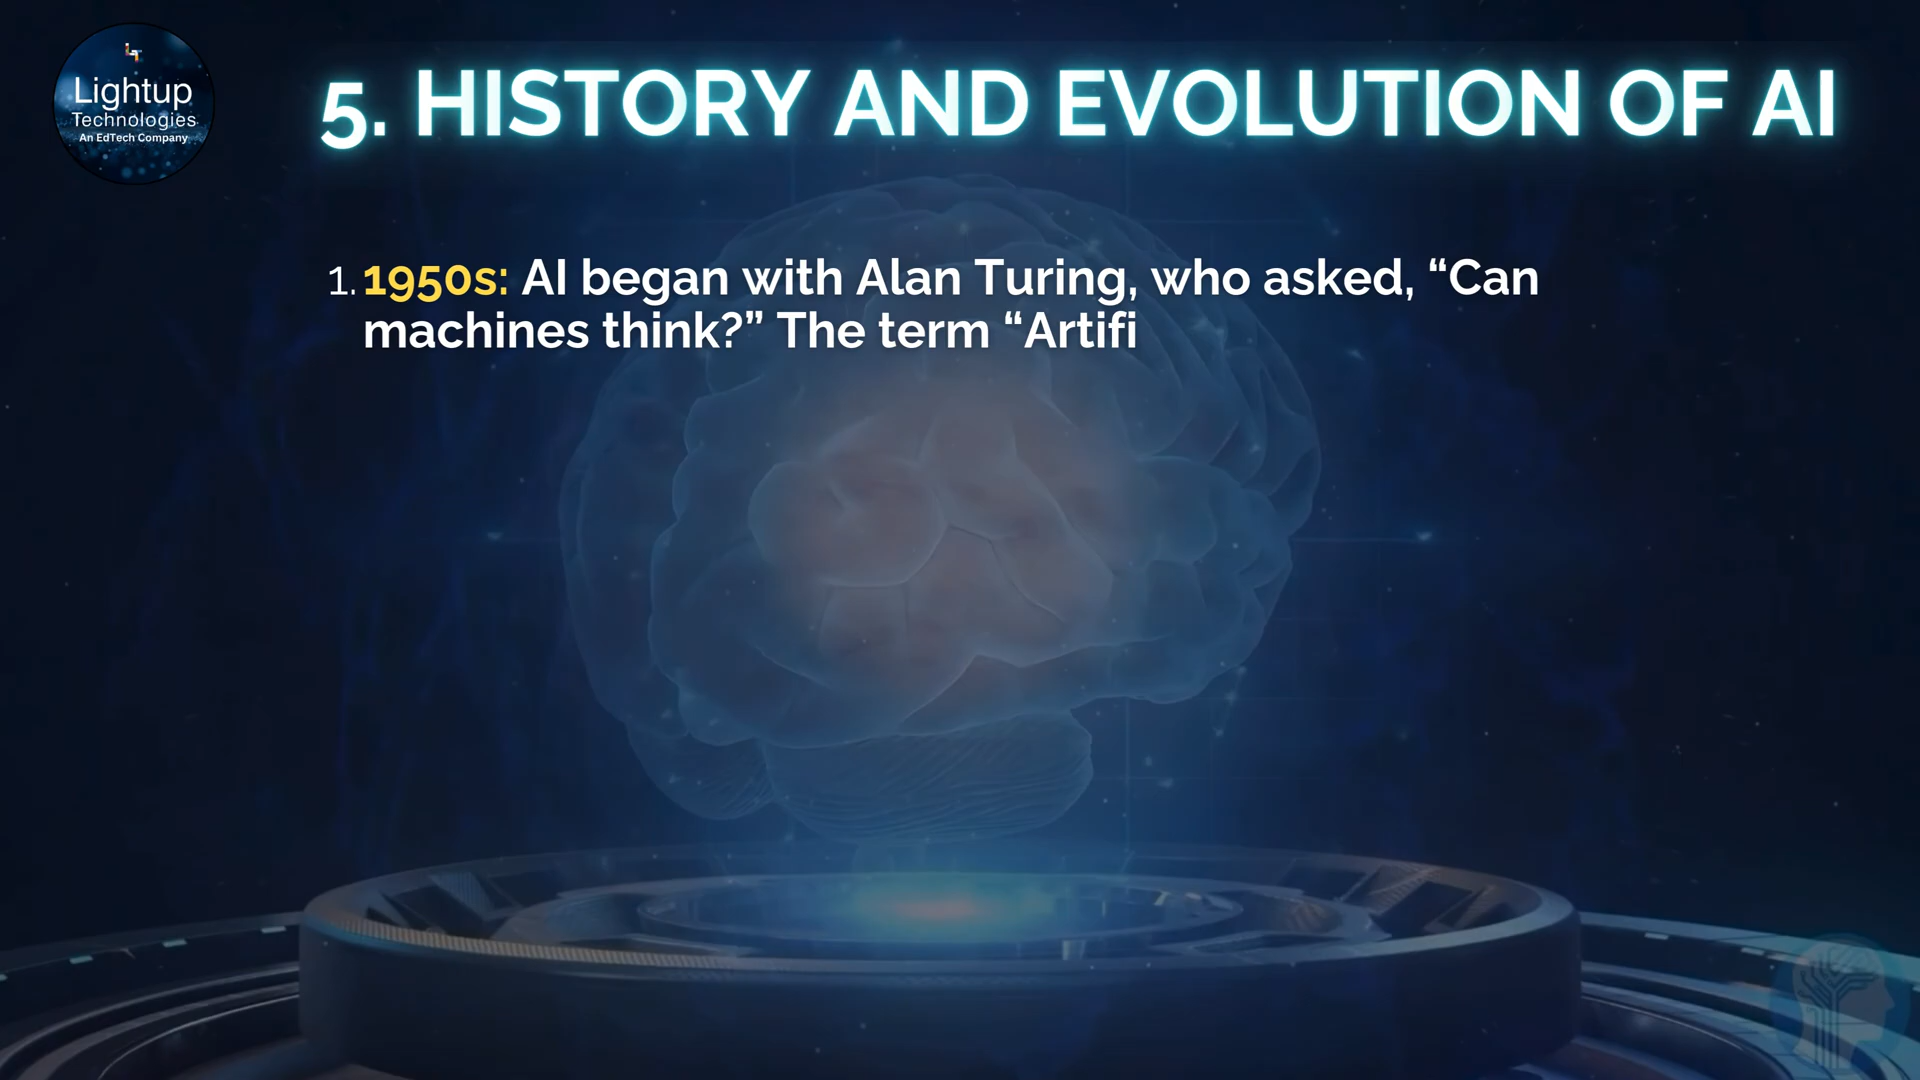 Lightup
Technologies
An EdTech Company
5. HISTORY AND EVOLUTION OF AI
1. 1950s: AI began with Alan Turing, who asked, “Can
machines think?” The term “Artifi